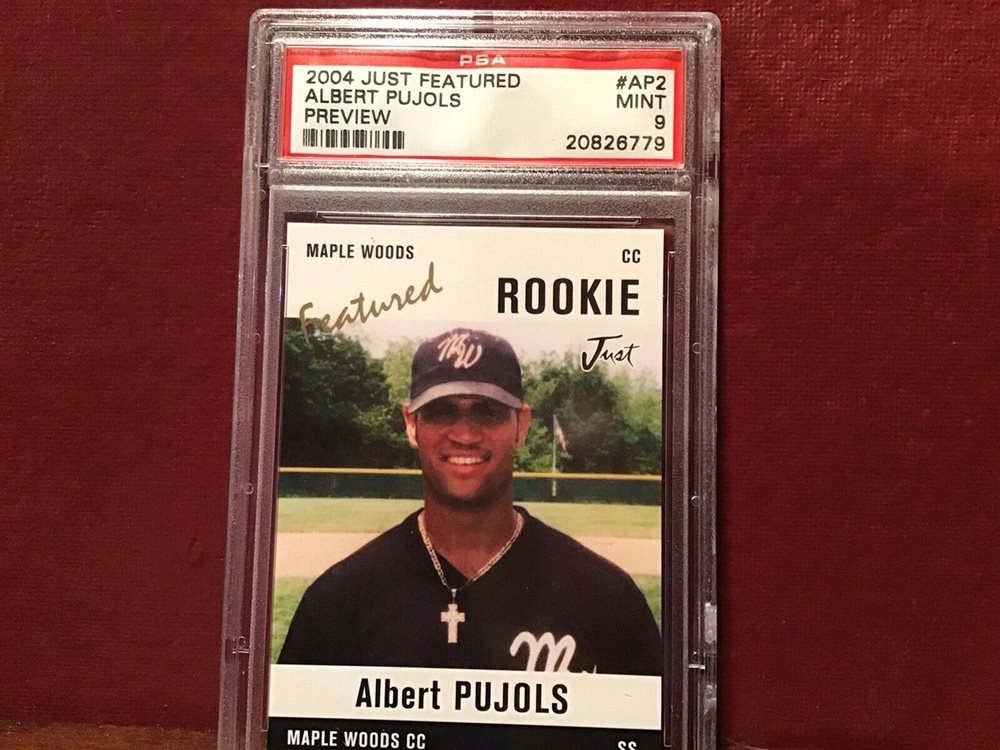 PSA
2004 JUST FEATURED #AP2
ALBERT PUJOLS MINT
PREVIEW 9
20826779
MAPLE WOODS CC
Featured ROOKIE
Just
MW
M
Albert PUJOLS
MAPLE WOODS CC SS